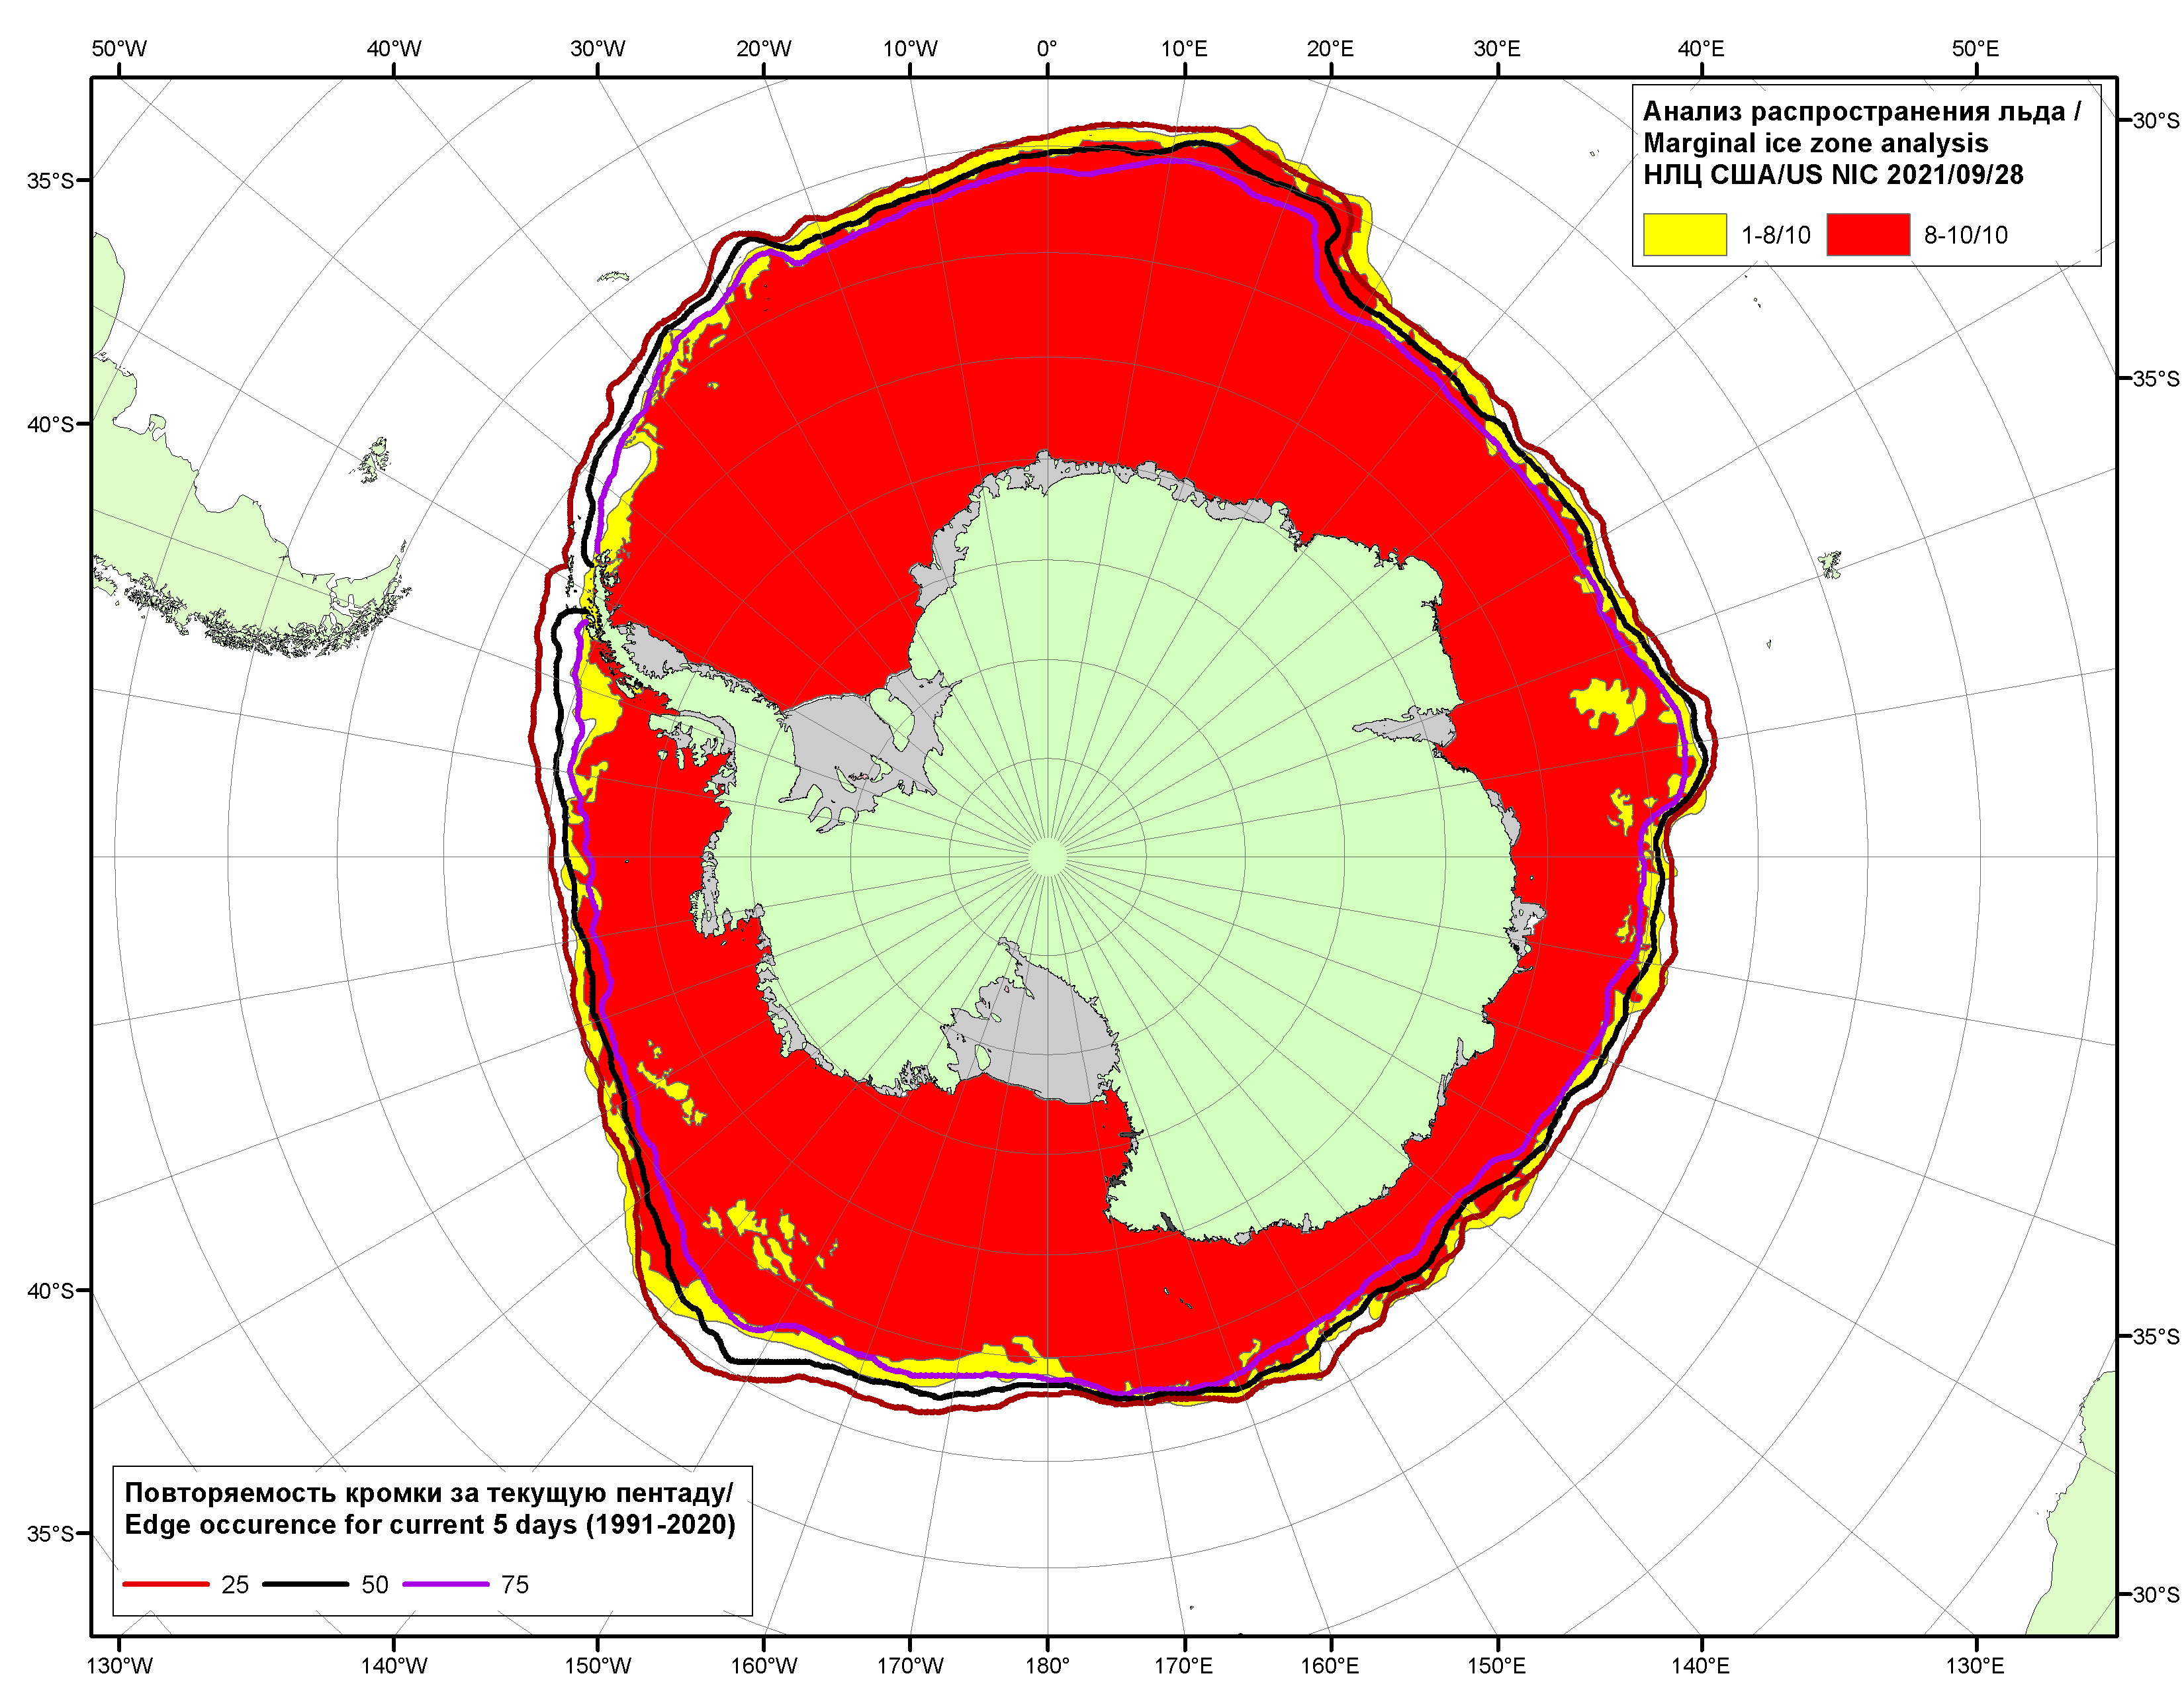 50°W 40°W 30°W 20°W 10°W 0° 10°E 20°E 30°E 40°E 50°E
Анализ распространения льда /
Marginal ice zone analysis
НЛЦ США/US NIC 2021/09/28
1-8/10 8-10/10
30°S
35°S
35°S
40°S
40°S
35°S
35°S
30°S
Повторяемость кромки за текущую пентаду/
Edge occurence for current 5 days (1991-2020)
25 50 75
130°W 140°W 150°W 160°W 170°W 180° 170°E 160°E 150°E 140°E 130°E